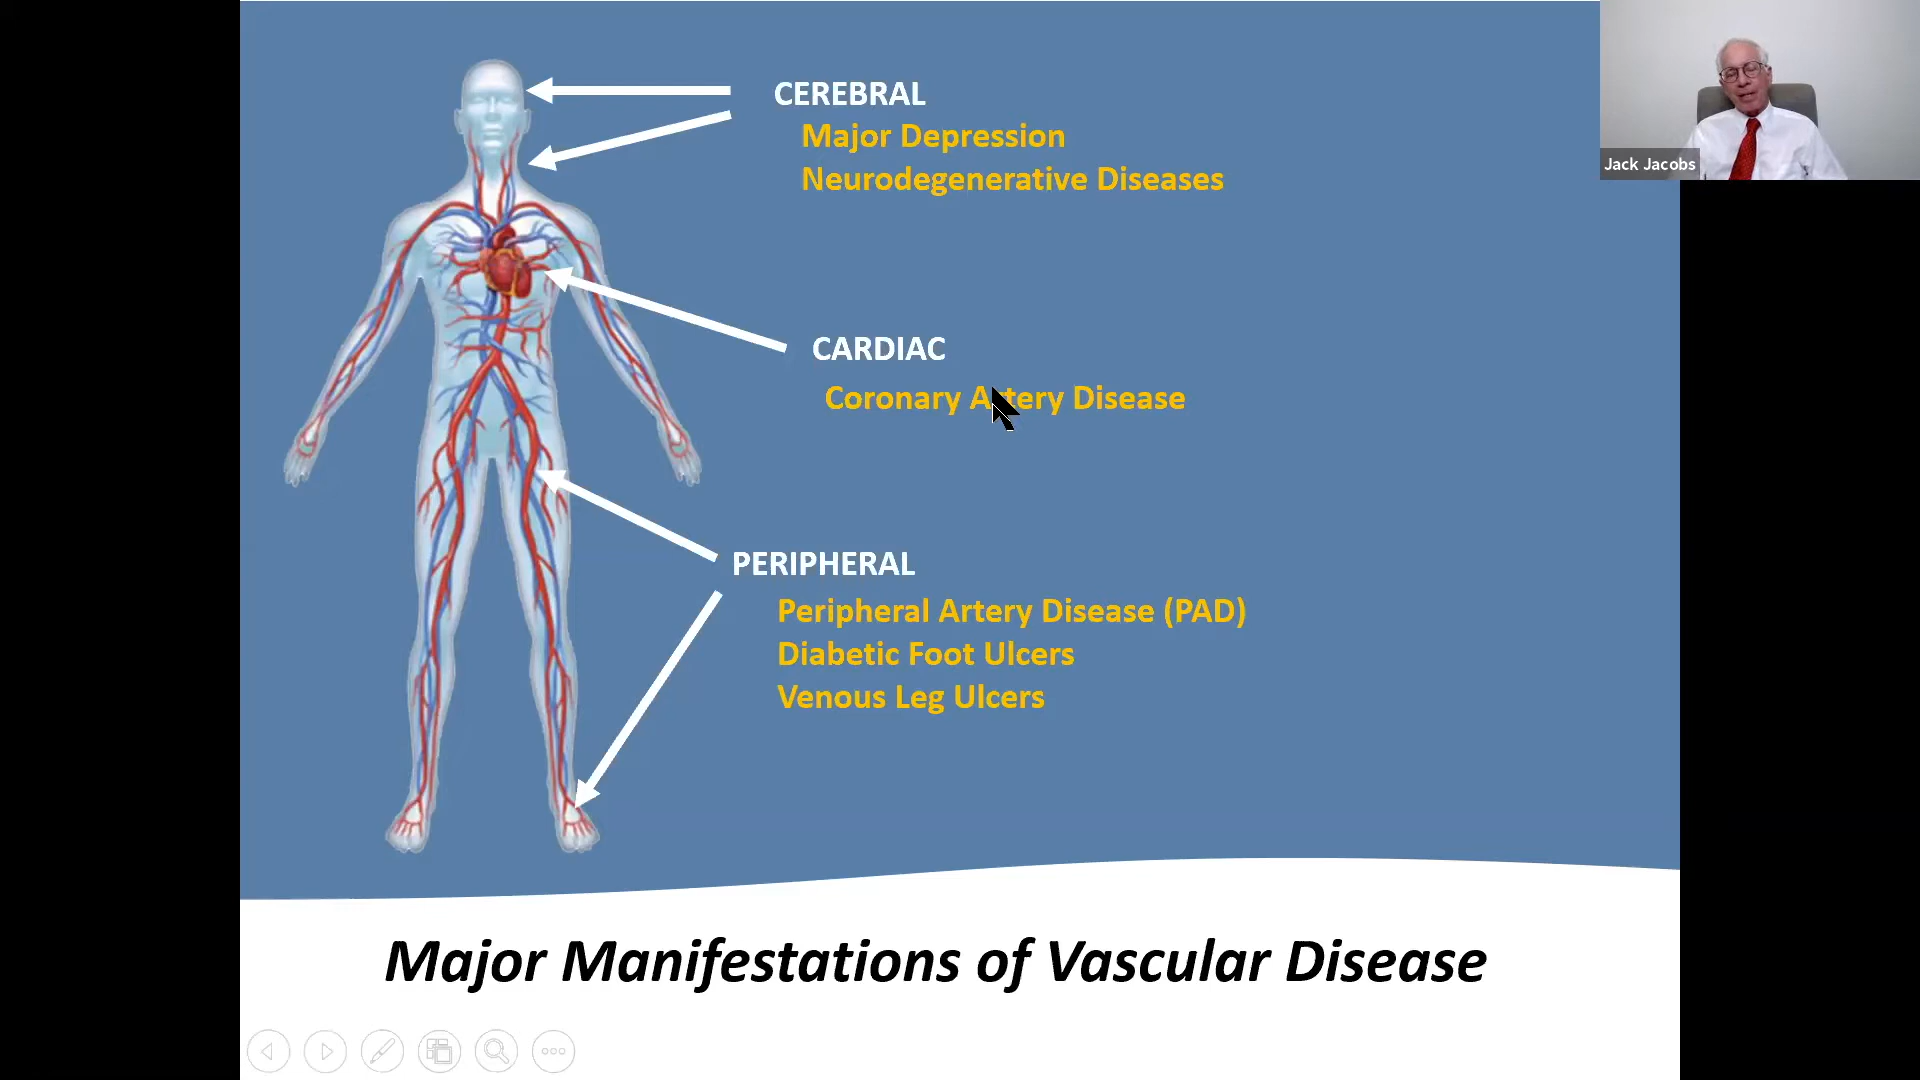 CEREBRAL
Major Depression
Neurodegenerative Diseases
Jack Jacobs
CARDIAC
Coronary Artery Disease
PERIPHERAL
Peripheral Artery Disease (PAD)
Diabetic Foot Ulcers
Venous Leg Ulcers
Major Manifestations of Vascular Disease